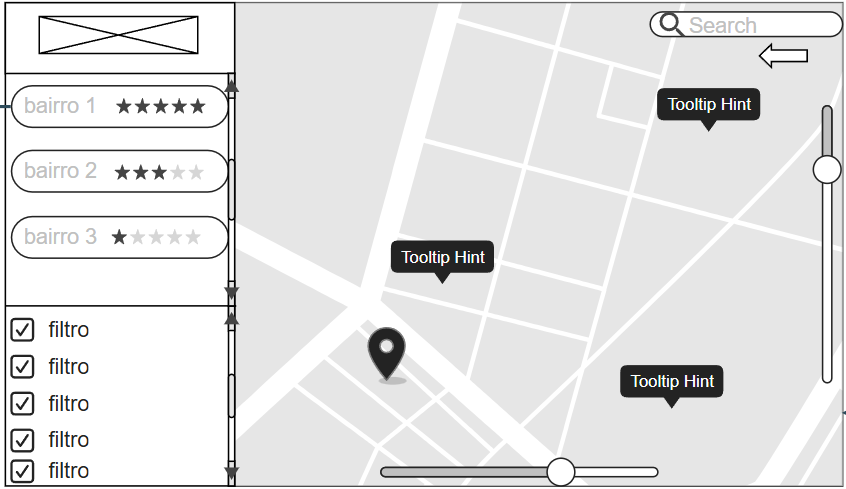 Search
bairro 1
bairro 2
bairro 3
Tooltip Hint
Tooltip Hint
Tooltip Hint
filtro
filtro
filtro
filtro
filtro